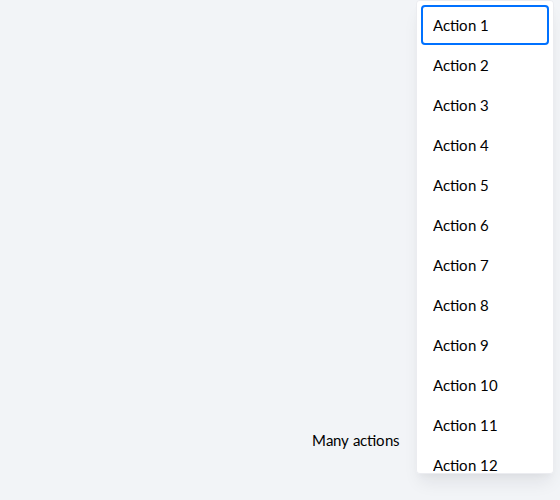 Action 1
Action 2
Action 3
Action 4
Action 5
Action 6
Action 7
Action 8
Action 9
Action 10
Action 11
Many actions
Action 12